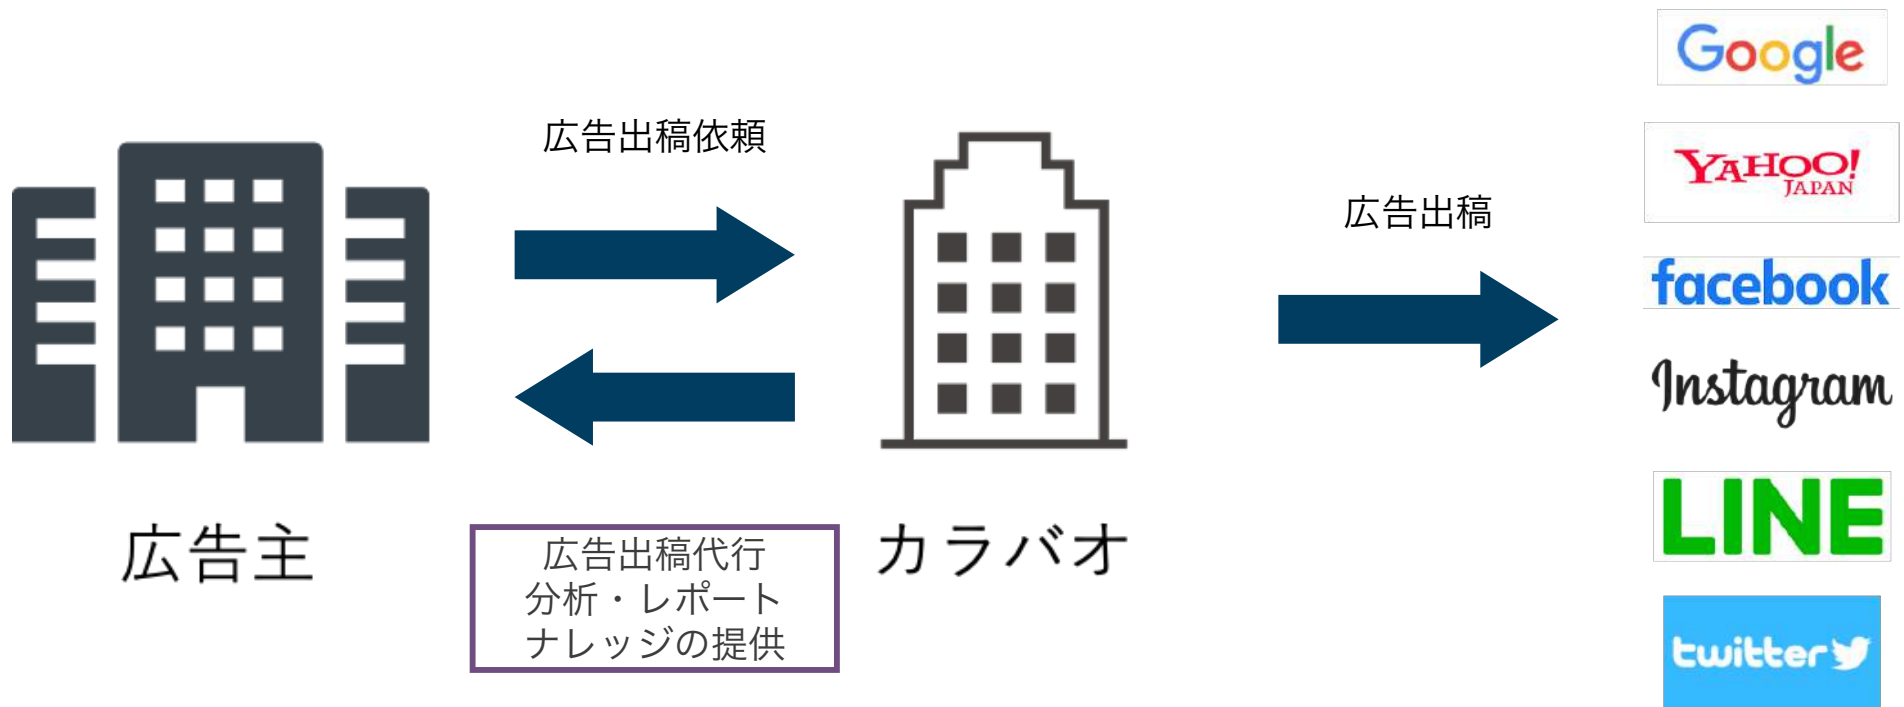 広告出稿依頼
広告主
広告出稿代行
分析・レポート
ナレッジの提供
カラバオ
広告出稿
Google
YAHOO!
JAPAN
facebook
Instagram
LINE
twitter